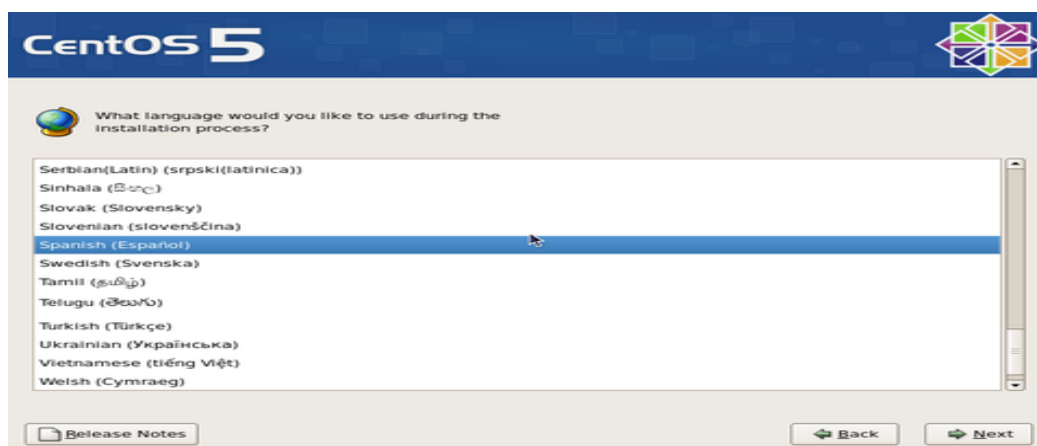 CentOS 5
What language would you like to use during the
installation process?
Serbian(Latin) (srpski(latinica))
Sinhala (සිංහල)
Slovak (Slovensky)
Slovenian (slovenščina)
Spanish (Español)
Swedish (Svenska)
Tamil (தமிழ்)
Telugu (తెలుగు)
Turkish (Türkçe)
Ukrainian (Українська)
Vietnamese (tiếng Việt)
Welsh (Cymraeg)
Release Notes
Back
Next